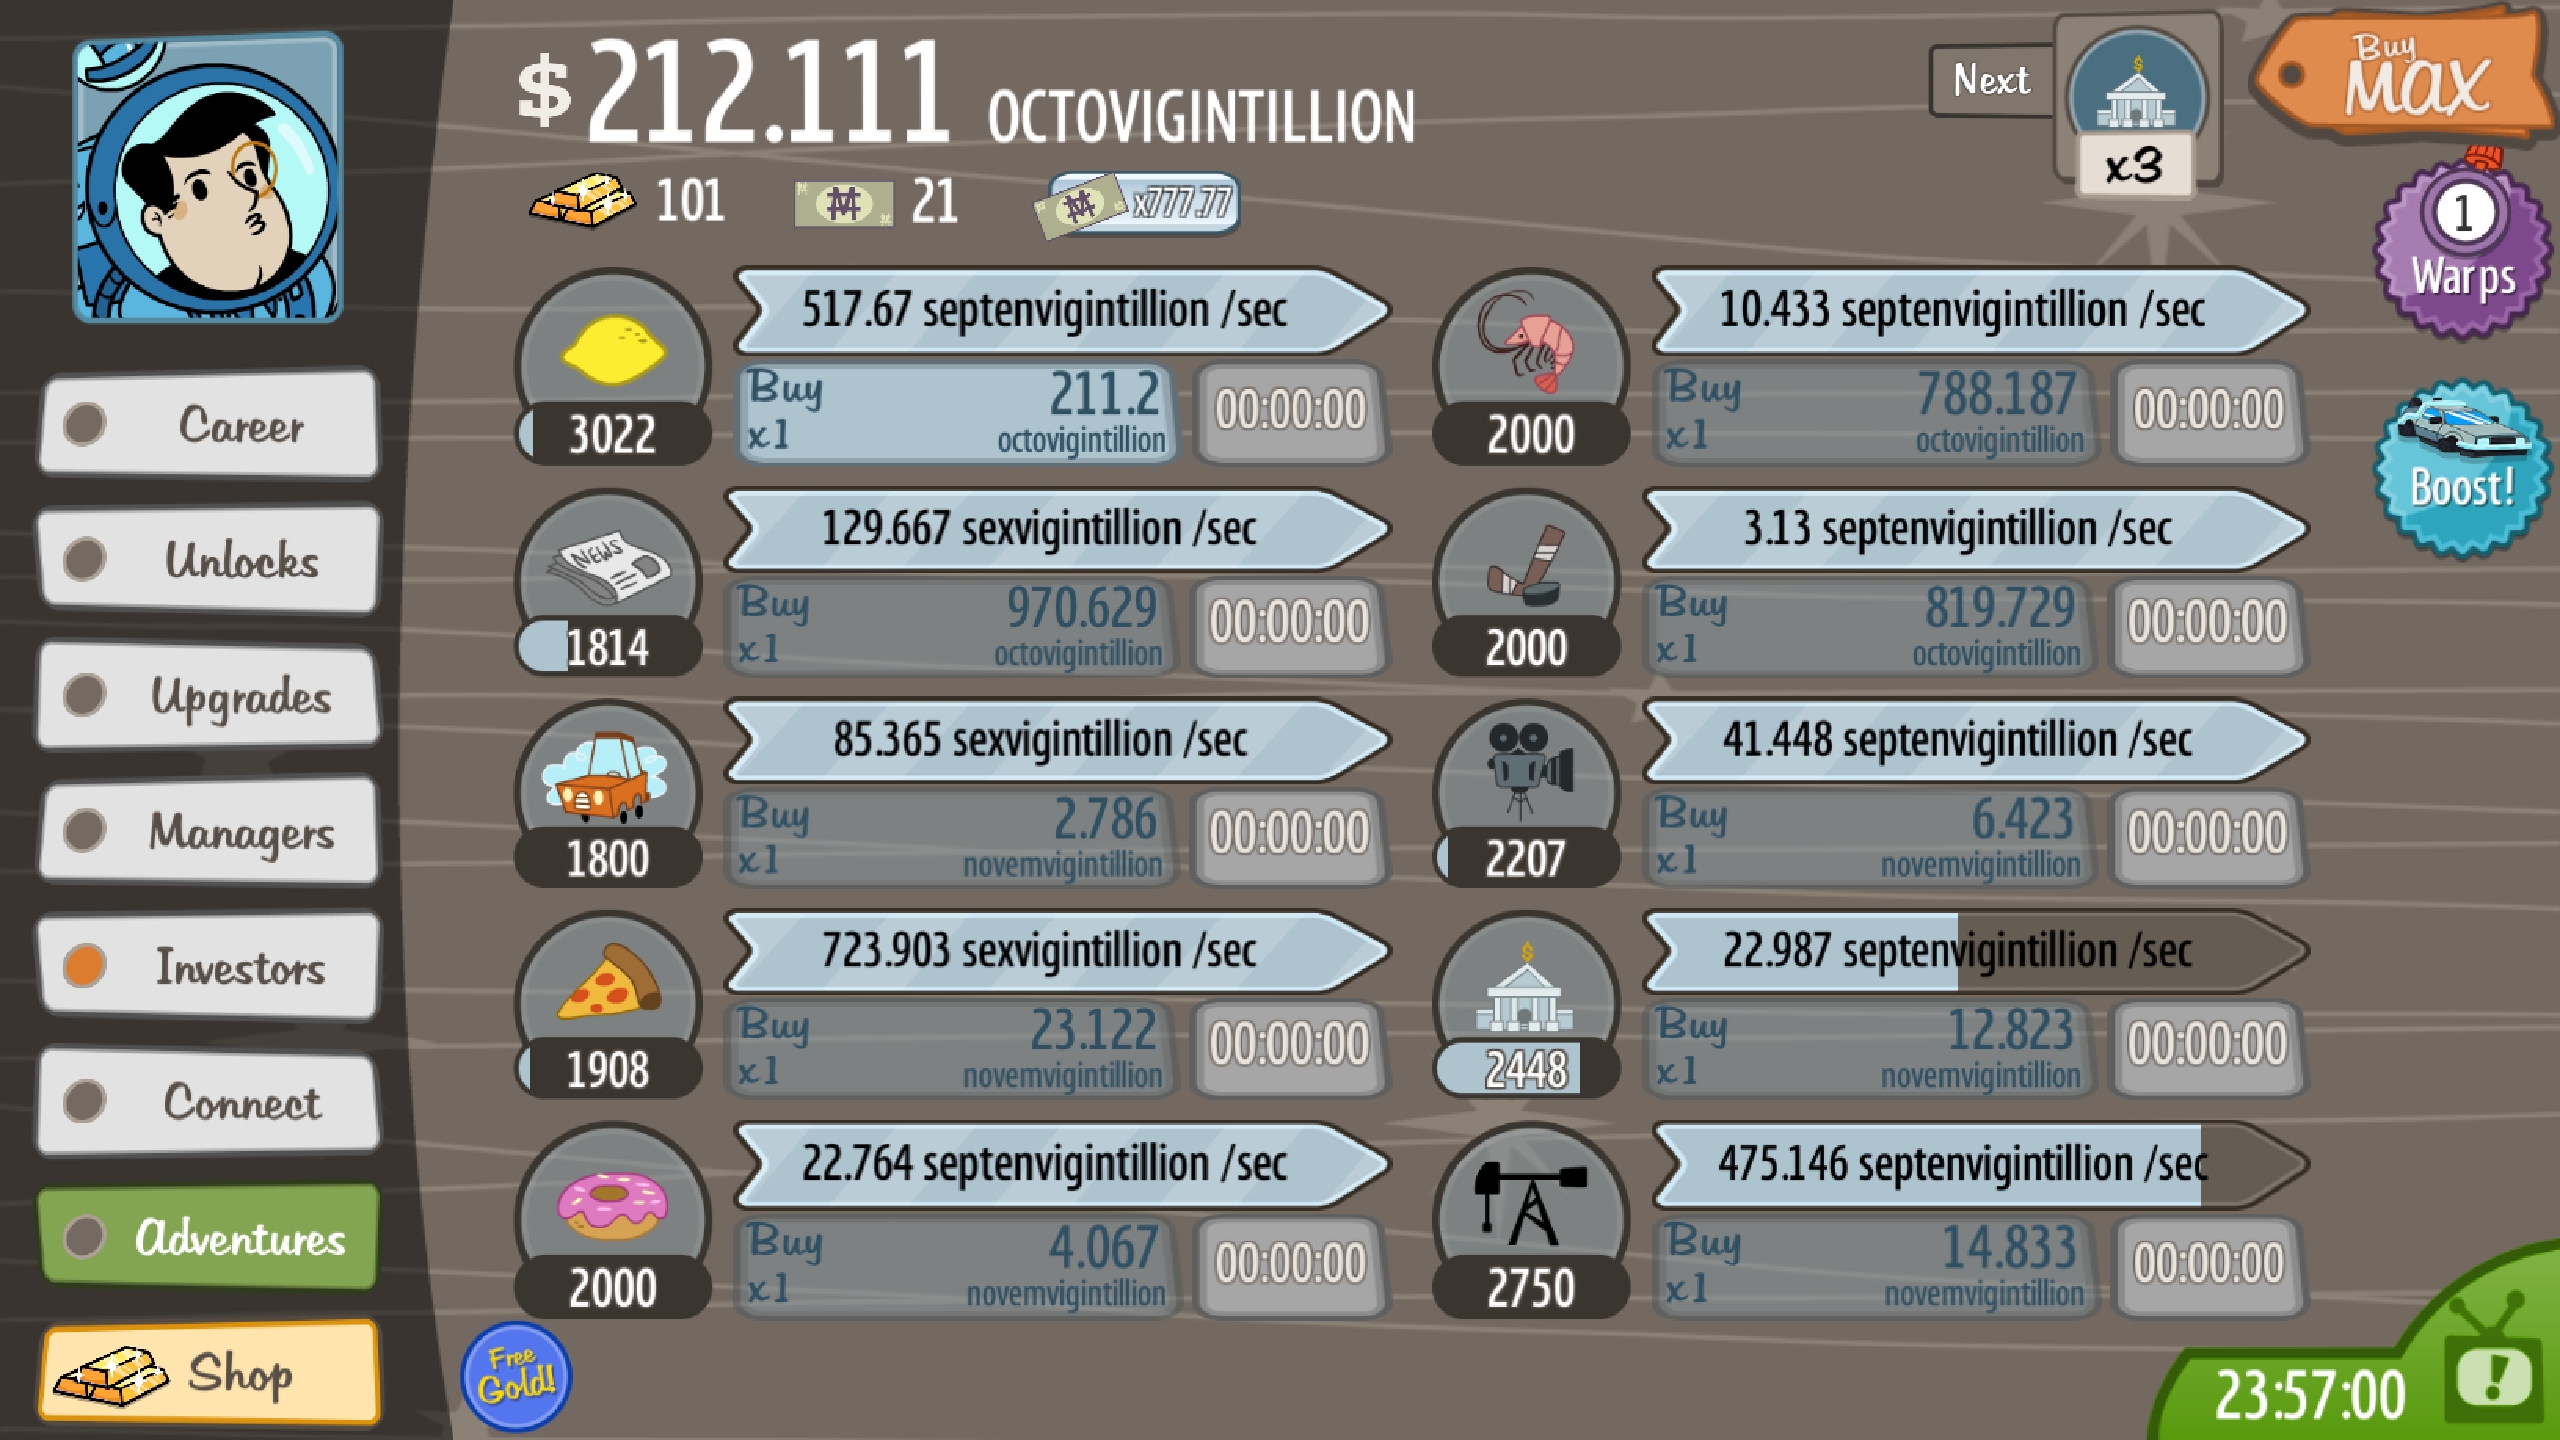 $212.111 OCTOVIGINTILLION
101 21 x777.77
Next
x3
Buy
MAX
1
Warps
Boost!
Career
Unlocks
Upgrades
Managers
Investors
Connect
Adventures
Shop
517.67 septenvigintillion /sec
3022
Buy 211.2
x1 octovigintillion
00:00:00
NEWS
129.667 sexvigintillion /sec
1814
Buy 970.629
x1 octovigintillion
00:00:00
85.365 sexvigintillion /sec
1800
Buy 2.786
x1 novemvigintillion
00:00:00
723.903 sexvigintillion /sec
1908
Buy 23.122
x1 novemvigintillion
00:00:00
22.764 septenvigintillion /sec
2000
Buy 4.067
x1 novemvigintillion
00:00:00
10.433 septenvigintillion /sec
2000
Buy 788.187
x1 octovigintillion
00:00:00
3.13 septenvigintillion /sec
2000
Buy 819.729
x1 octovigintillion
00:00:00
41.448 septenvigintillion /sec
2207
Buy 6.423
x1 novemvigintillion
00:00:00
$
22.987 septenvigintillion /sec
2448
Buy 12.823
x1 novemvigintillion
00:00:00
475.146 septenvigintillion /sec
2750
Buy 14.833
x1 novemvigintillion
00:00:00
Free
Gold!
23:57:00
!